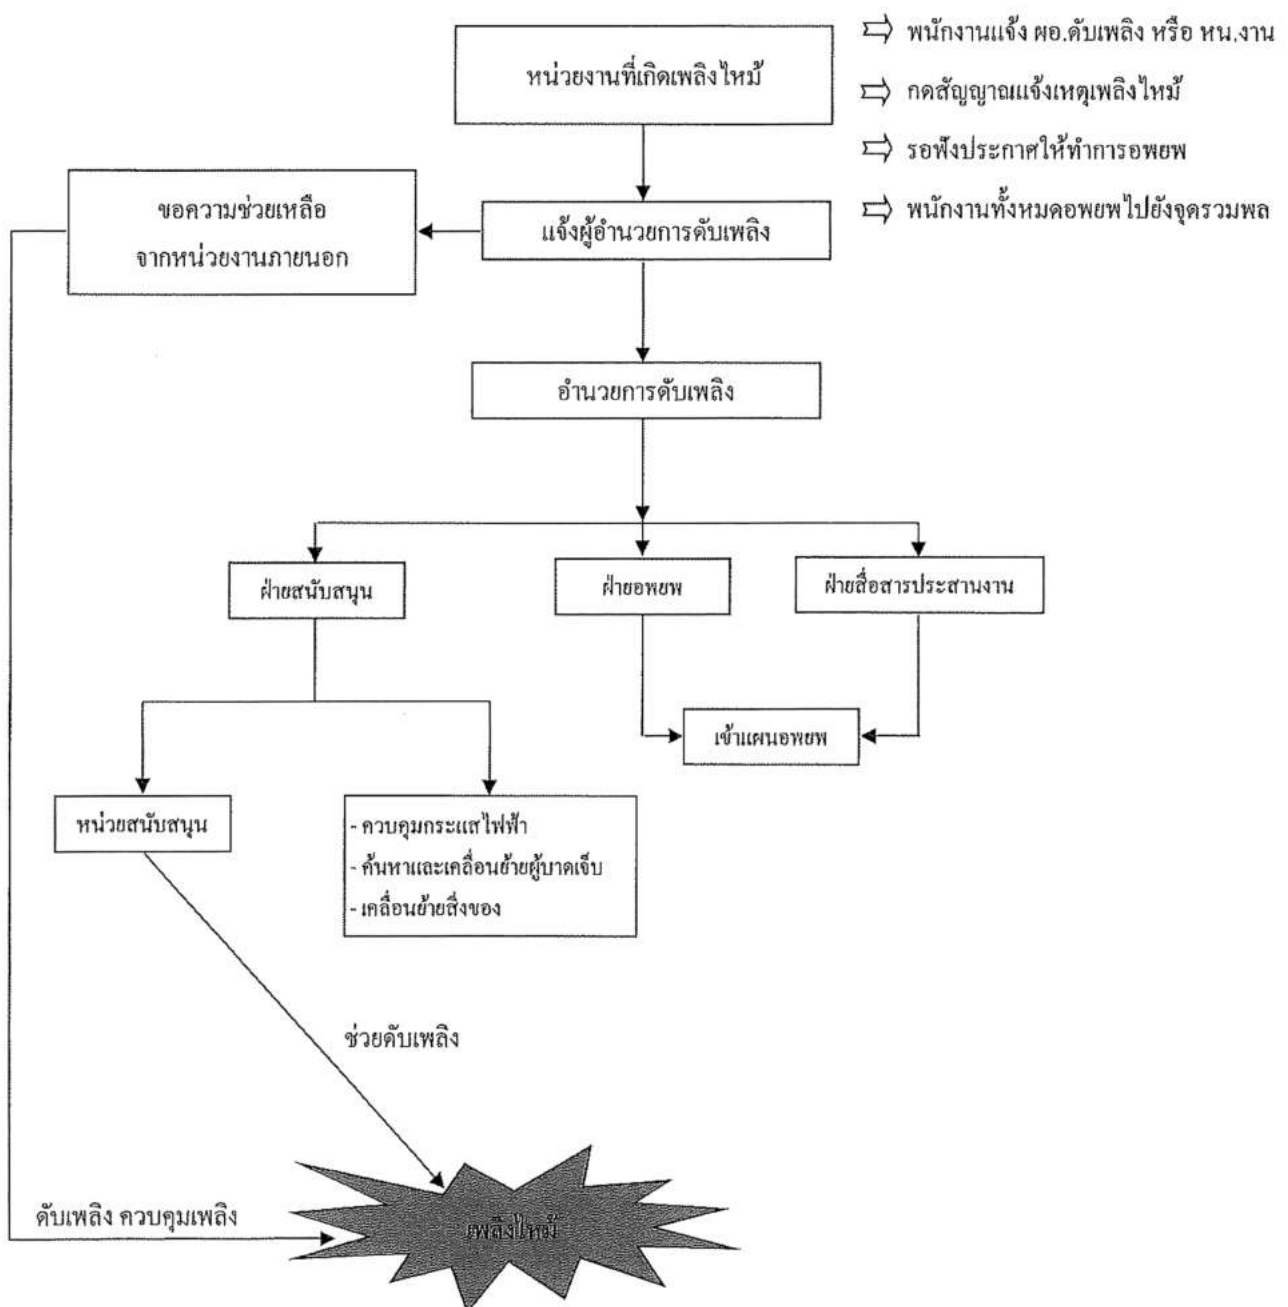 หน่วยงานที่เกิดเพลิงไหม้
พนักงานแจ้ง ผอ.ดับเพลิง หรือ หน.งาน
กดสัญญาณแจ้งเหตุเพลิงไหม้
รอฟังประกาศให้ทำการอพยพ
พนักงานทั้งหมดอพยพไปยังจุดรวมพล
ขอความช่วยเหลือ
จากหน่วยงานภายนอก
แจ้งผู้อำนวยการดับเพลิง
อำนวยการดับเพลิง
ฝ่ายสนับสนุน
ฝ่ายอพยพ
ฝ่ายสื่อสารประสานงาน
เข้าแผนอพยพ
หน่วยสนับสนุน
- ควบคุมกระแสไฟฟ้า
- ค้นหาและเคลื่อนย้ายผู้บาดเจ็บ
- เคลื่อนย้ายสิ่งของ
ช่วยดับเพลิง
ดับเพลิง ควบคุมเพลิง
เพลิงไหม้